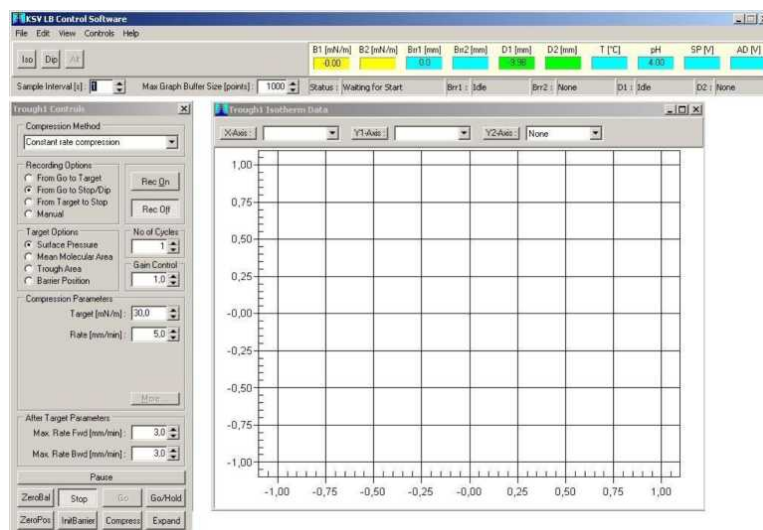 KSV LB Control Software
File Edit View Controls Help
Iso Dip Alt
B1 [mN/m] B2 [mN/m] Brr1 [mm] Brr2 [mm] D1 [mm] D2 [mm] T [°C] pH SP [V] AD [V]
-0.00 0.0 -9.98 4.00
Sample Interval [s] : 1 Max Graph Buffer Size [points] : 1000 Status : Waiting for Start Brr1 : Idle Brr2 : None D1 : Idle D2 : None
Trough1 Controls
Compression Method
Constant rate compression
Recording Options
From Go to Target
From Go to Stop/Dip
From Target to Stop
Manual
Rec On
Rec Off
Target Options
Surface Pressure
Mean Molecular Area
Trough Area
Barrier Position
No of Cycles
1
Gain Control
1,0
Compression Parameters
Target [mN/m] : 30,0
Rate [mm/min] : 5,0
More...
After Target Parameters
Max. Rate Fwd [mm/min] : 3,0
Max. Rate Bwd [mm/min] : 3,0
Pause
ZeroBal Stop Go Go/Hold
ZeroPos InitBarrier Compress Expand
Trough1 Isotherm Data
X-Axis : Y1-Axis : Y2-Axis : None
1,00
0,75
0,50
0,25
-0,00
-0,25
-0,50
-0,75
-1,00
-1,00 -0,75 -0,50 -0,25 0,00 0,25 0,50 0,75 1,00